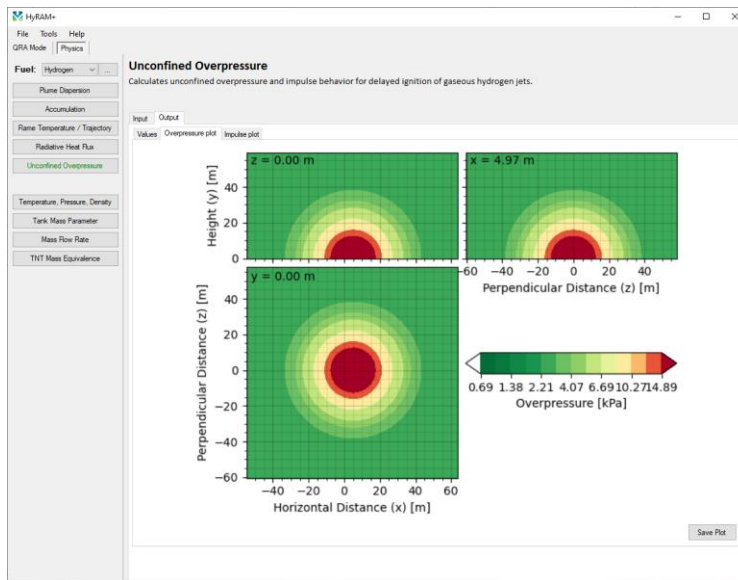 HyRAM+
File Tools Help
QRA Mode Physics
Fuel: Hydrogen ...
Plume Dispersion
Accumulation
Flame Temperature / Trajectory
Radiative Heat Flux
Unconfined Overpressure
Temperature, Pressure, Density
Tank Mass Parameter
Mass Flow Rate
TNT Mass Equivalence
Unconfined Overpressure
Calculates unconfined overpressure and impulse behavior for delayed ignition of gaseous hydrogen jets.
Input Output
Values Overpressure plot Impulse plot
z = 0.00 m
Height (y) [m]
40
20
0
x = 4.97 m
−60 −40 −20 0 20 40
Perpendicular Distance (z) [m]
y = 0.00 m
Perpendicular Distance (z) [m]
40
20
0
−20
−40
−60
−40 −20 0 20 40 60
Horizontal Distance (x) [m]
0.69 1.38 2.21 4.07 6.69 10.27 14.89
Overpressure [kPa]
Save Plot